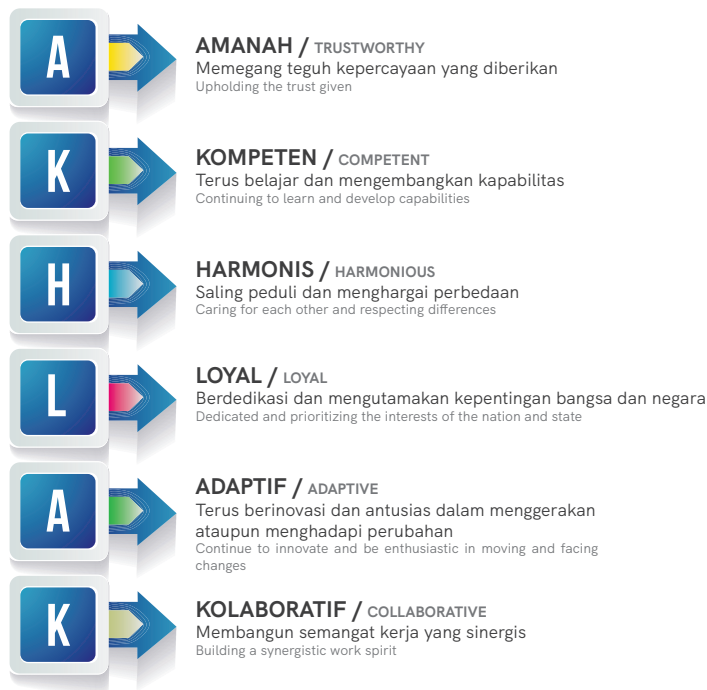 A
AMANAH / TRUSTWORTHY
Memegang teguh kepercayaan yang diberikan
Upholding the trust given
K
KOMPETEN / COMPETENT
Terus belajar dan mengembangkan kapabilitas
Continuing to learn and develop capabilities
H
HARMONIS / HARMONIOUS
Saling peduli dan menghargai perbedaan
Caring for each other and respecting differences
L
LOYAL / LOYAL
Berdedikasi dan mengutamakan kepentingan bangsa dan negara
Dedicated and prioritizing the interests of the nation and state
A
ADAPTIF / ADAPTIVE
Terus berinovasi dan antusias dalam menggerakan
ataupun menghadapi perubahan
Continue to innovate and be enthusiastic in moving and facing
changes
K
KOLABORATIF / COLLABORATIVE
Membangun semangat kerja yang sinergis
Building a synergistic work spirit